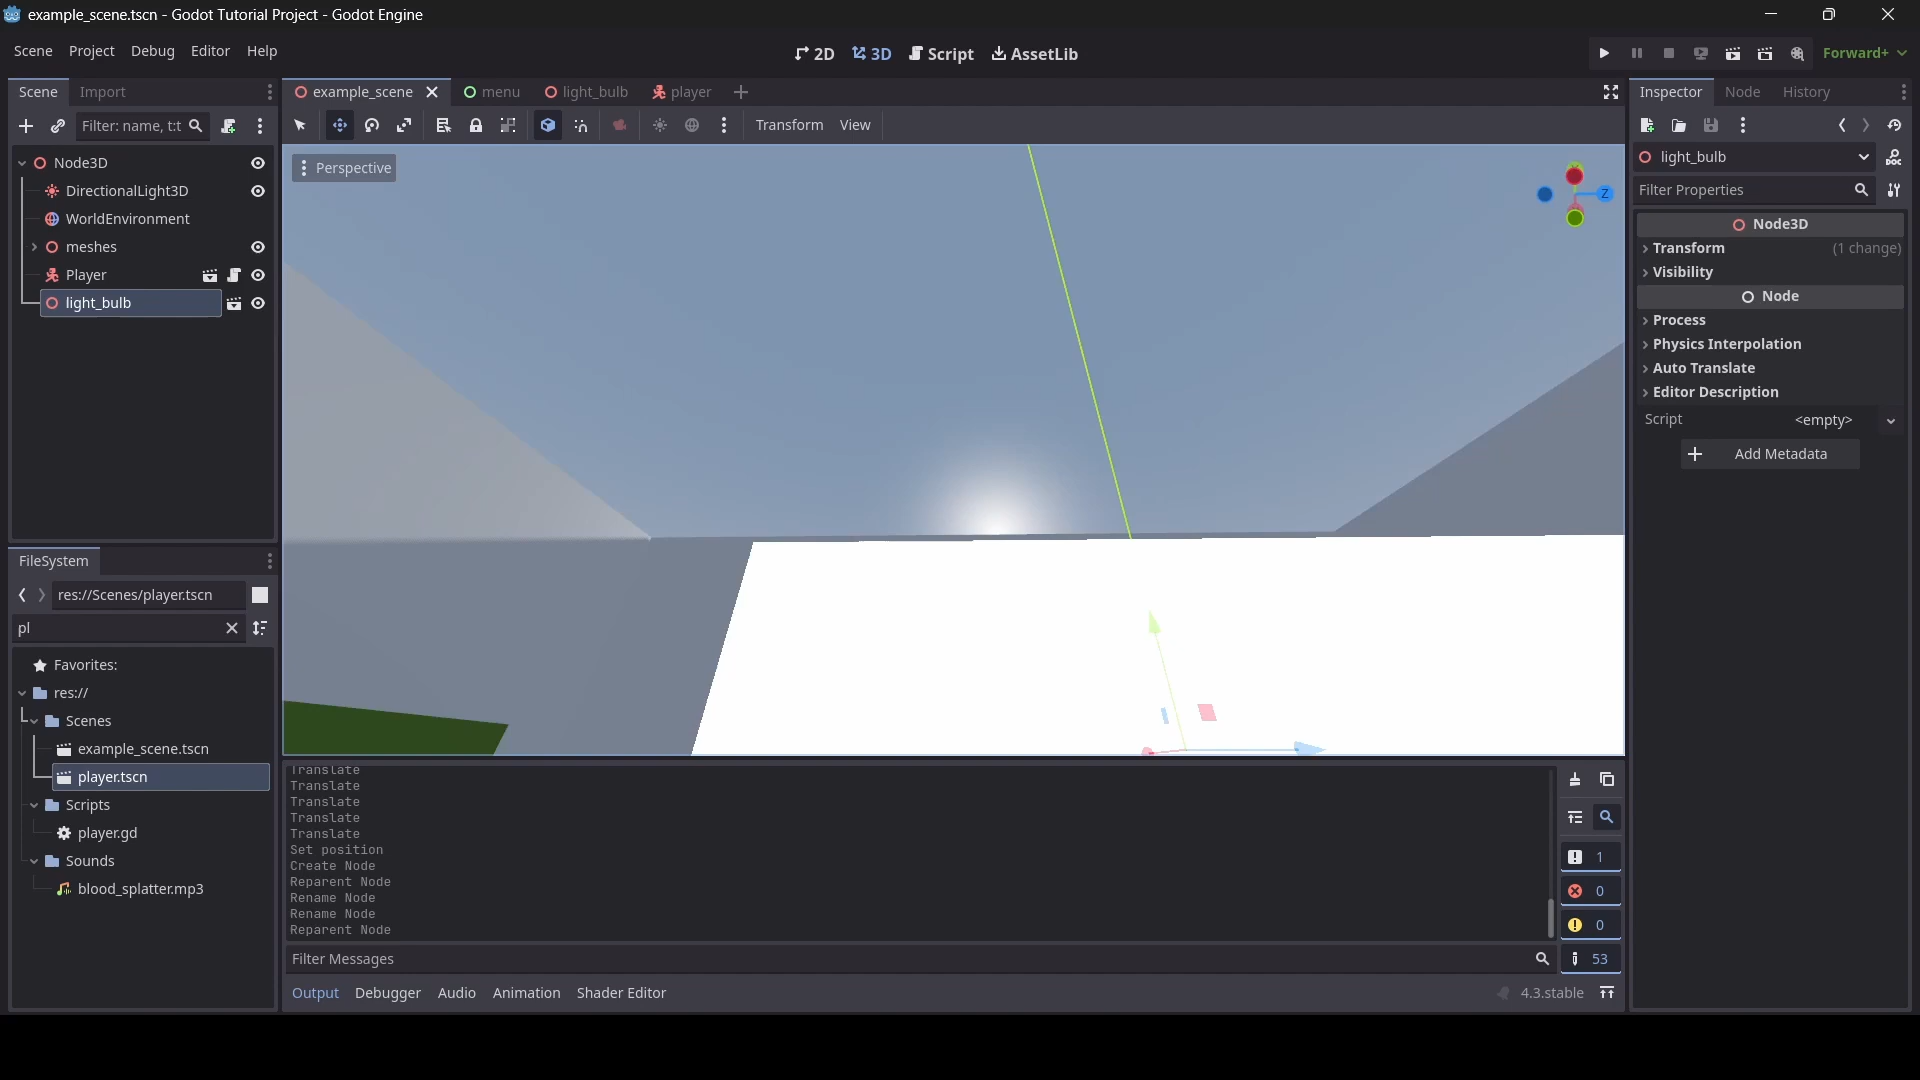 example_scene.tscn - Godot Tutorial Project - Godot Engine
Scene Project Debug Editor Help
2D 3D Script AssetLib
Forward+
Scene Import
Filter: name, t:t
Node3D
DirectionalLight3D
WorldEnvironment
meshes
Player
light_bulb
FileSystem
res://Scenes/player.tscn
pl
Favorites:
res://
Scenes
example_scene.tscn
player.tscn
Scripts
player.gd
Sounds
blood_splatter.mp3
example_scene menu light_bulb player
Transform View
Perspective
Z
Translate
Translate
Translate
Translate
Translate
Set position
Create Node
Reparent Node
Rename Node
Rename Node
Reparent Node
1
0
0
53
Filter Messages
Output Debugger Audio Animation Shader Editor
4.3.stable
Inspector Node History
light_bulb
DOC
Filter Properties
Node3D
Transform (1 change)
Visibility
Node
Process
Physics Interpolation
Auto Translate
Editor Description
Script <empty>
Add Metadata